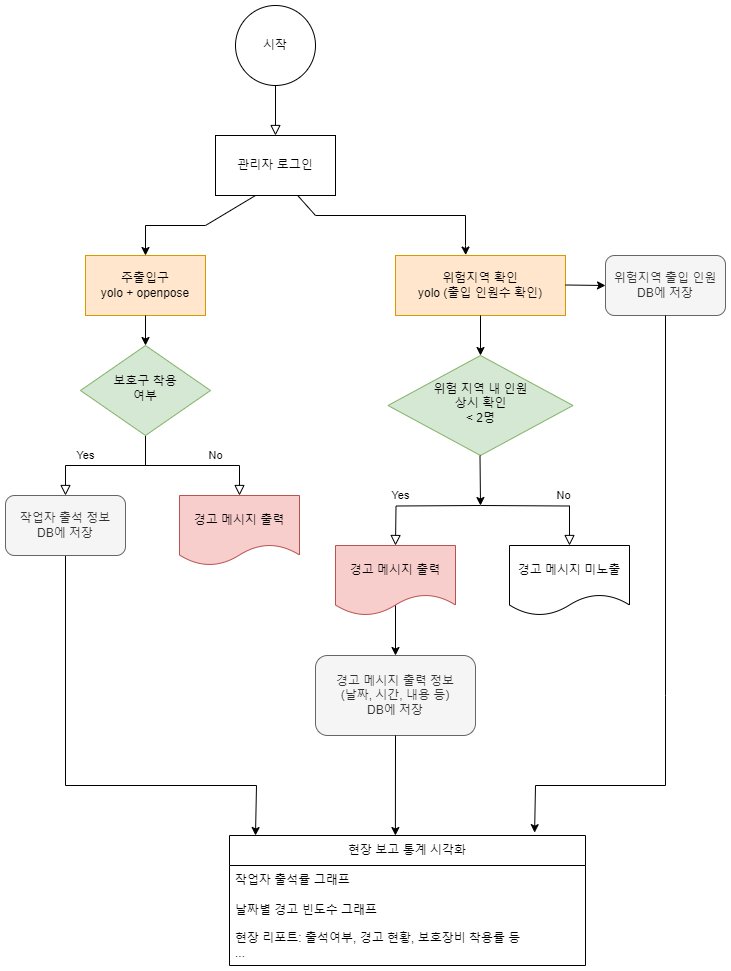 시작
관리자 로그인
주출입구
yolo + openpose
위험지역 확인
yolo (출입 인원수 확인)
위험지역 출입 인원
DB에 저장
보호구 착용
여부
위험 지역 내 인원
상시 확인
< 2명
Yes
No
작업자 출석 정보
DB에 저장
경고 메시지 출력
Yes
No
경고 메시지 출력
경고 메시지 미노출
경고 메시지 출력 정보
(날짜, 시간, 내용 등)
DB에 저장
현장 보고 통계 시각화
작업자 출석률 그래프
날짜별 경고 빈도수 그래프
현장 리포트: 출석여부, 경고 현황, 보호장비 착용률 등
...